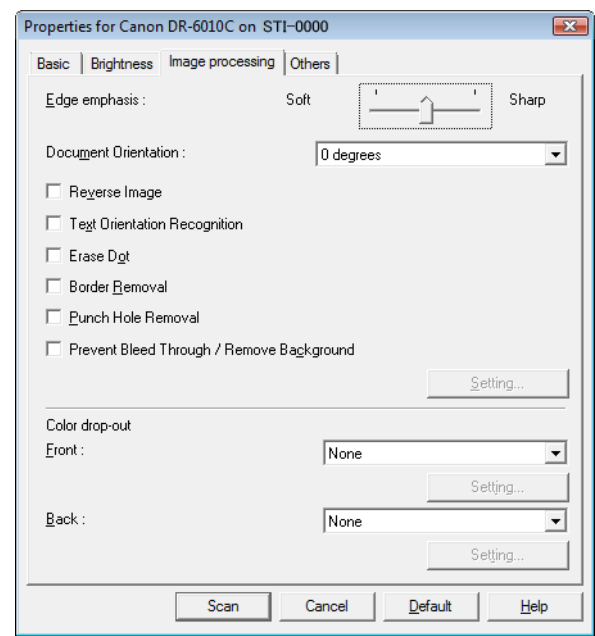 Properties for Canon DR-6010C on STI-0000
Basic Brightness Image processing Others
Edge emphasis : Soft Sharp
Document Orientation : 0 degrees
Reverse Image
Text Orientation Recognition
Erase Dot
Border Removal
Punch Hole Removal
Prevent Bleed Through / Remove Background
Setting...
Color drop-out
Front : None
Setting...
Back : None
Setting...
Scan Cancel Default Help